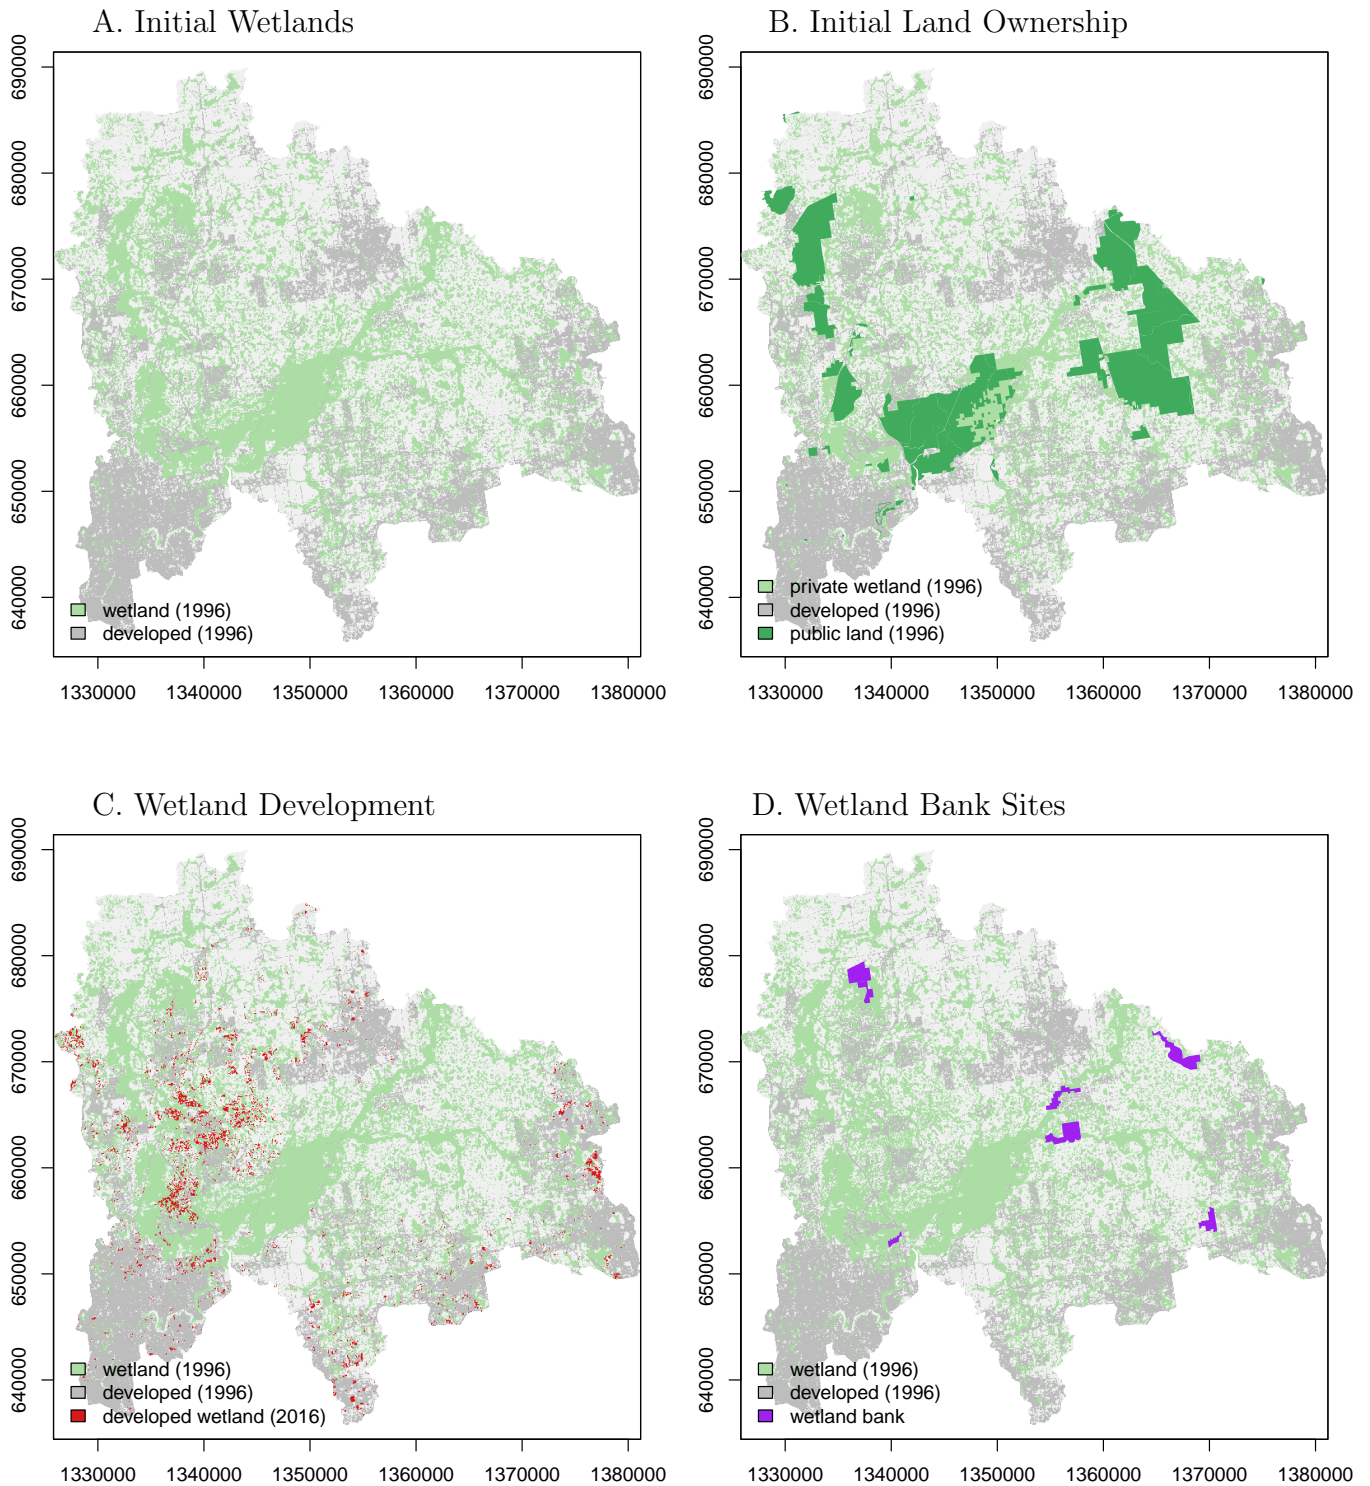 A. Initial Wetlands
690000
680000
670000
660000
650000
640000
wetland (1996)
developed (1996)
1330000 1340000 1350000 1360000 1370000 1380000
B. Initial Land Ownership
690000
680000
670000
660000
650000
640000
private wetland (1996)
developed (1996)
public land (1996)
1330000 1340000 1350000 1360000 1370000 1380000
C. Wetland Development
690000
680000
670000
660000
650000
640000
wetland (1996)
developed (1996)
developed wetland (2016)
1330000 1340000 1350000 1360000 1370000 1380000
D. Wetland Bank Sites
690000
680000
670000
660000
650000
640000
wetland (1996)
developed (1996)
wetland bank
1330000 1340000 1350000 1360000 1370000 1380000